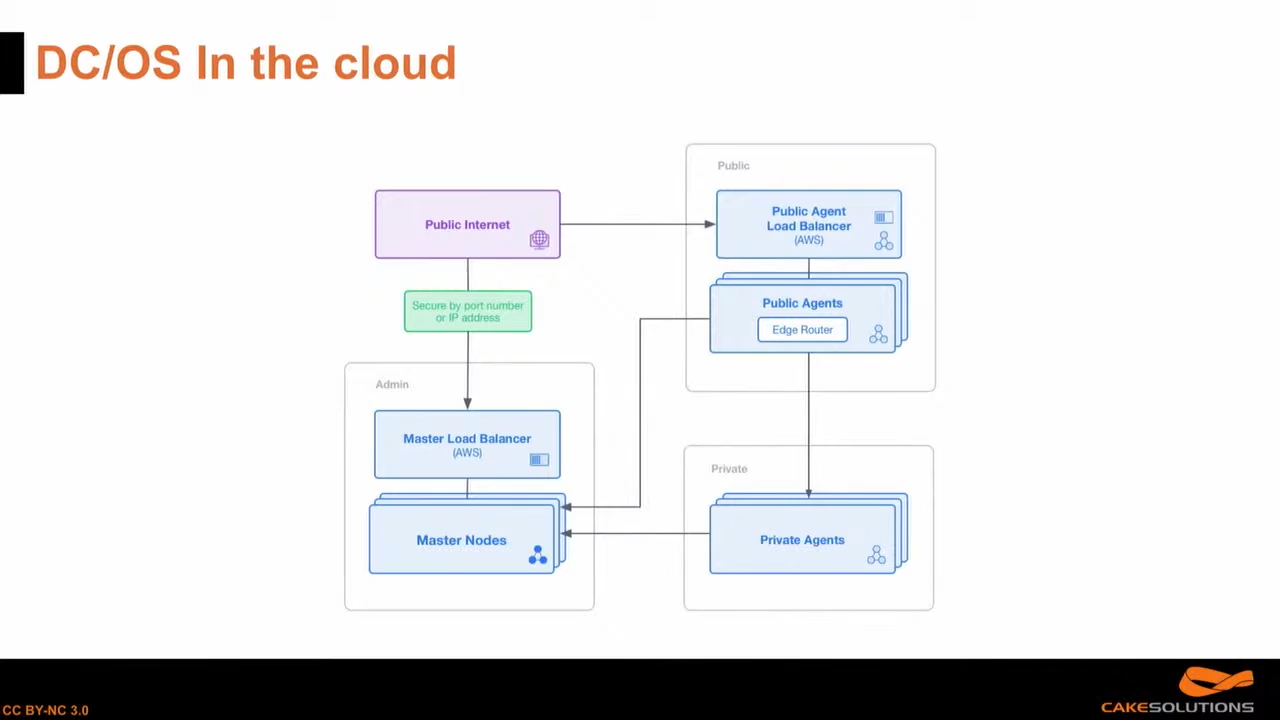 DC/OS In the cloud
Public
Public Internet
Public Agent
Load Balancer
(AWS)
Secure by port number
or IP address
Public Agents
Edge Router
Admin
Master Load Balancer
(AWS)
Private
Master Nodes
Private Agents
CC BY-NC 3.0
CAKESOLUTIONS